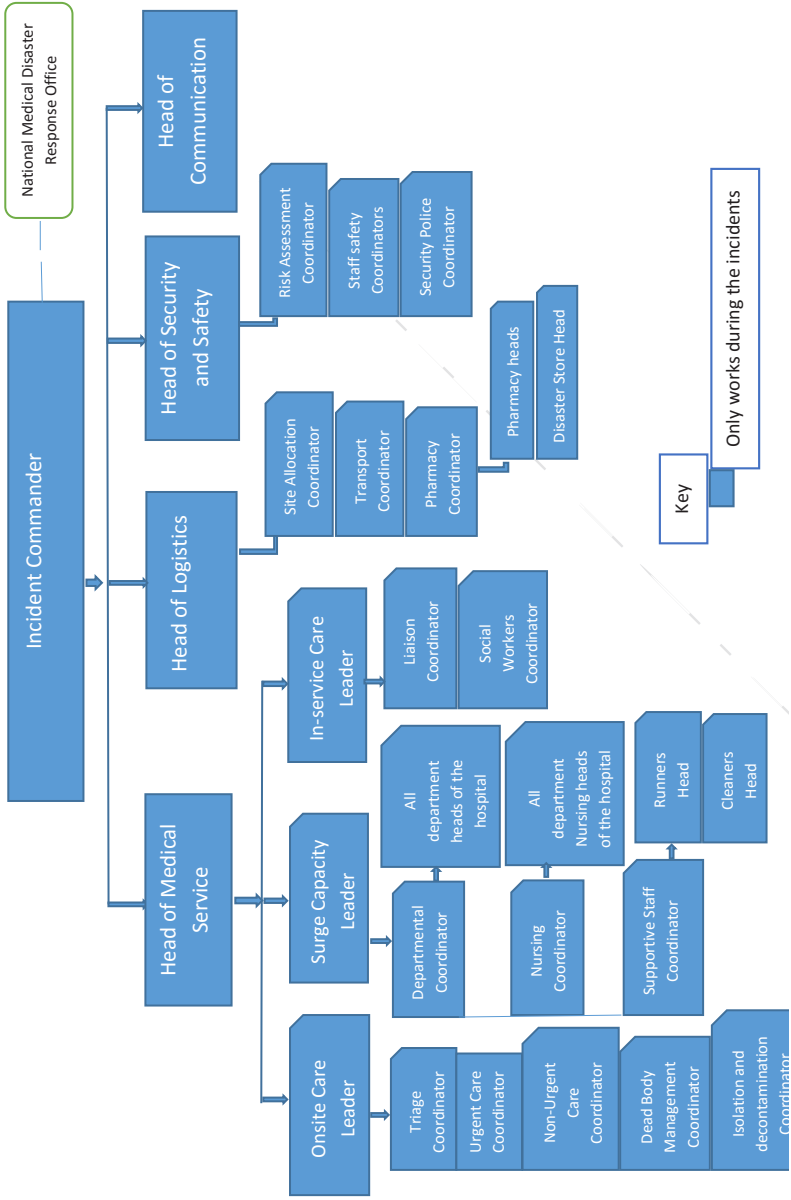 National Medical Disaster
Response Office
Incident Commander
Head of Medical
Service
Head of Logistics
Head of Security
and Safety
Head of
Communication
Onsite Care
Leader
Surge Capacity
Leader
In-service Care
Leader
Triage
Coordinator
Urgent Care
Coordinator
Non-Urgent
Care
Coordinator
Dead Body
Management
Coordinator
Isolation and
decontamination
Coordinator
Departmental
Coordinator
All
department
heads of the
hospital
Nursing
Coordinator
All
department
Nursing heads
of the hospital
Supportive Staff
Coordinator
Runners
Head
Cleaners
Head
Liaison
Coordinator
Social
Workers
Coordinator
Site Allocation
Coordinator
Transport
Coordinator
Pharmacy
Coordinator
Pharmacy heads
Disaster Store Head
Risk Assessment
Coordinator
Staff safety
Coordinators
Security Police
Coordinator
Key
Only works during the incidents